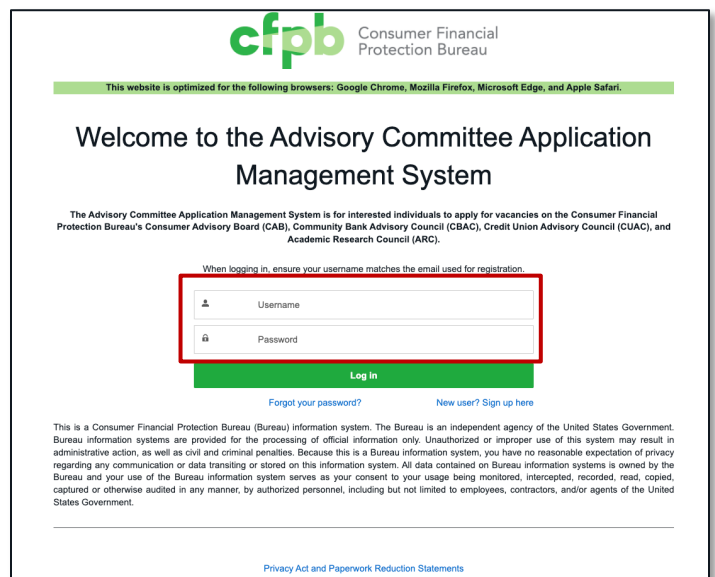 cfpb Consumer Financial
Protection Bureau
This website is optimized for the following browsers: Google Chrome, Mozilla Firefox, Microsoft Edge, and Apple Safari.
Welcome to the Advisory Committee Application
Management System
The Advisory Committee Application Management System is for interested individuals to apply for vacancies on the Consumer Financial
Protection Bureau's Consumer Advisory Board (CAB), Community Bank Advisory Council (CBAC), Credit Union Advisory Council (CUAC), and
Academic Research Council (ARC).
When logging in, ensure your username matches the email used for registration.
Username
Password
Log In
Forgot your password? New user? Sign up here
This is a Consumer Financial Protection Bureau (Bureau) information system. The Bureau is an independent agency of the United States Government.
Bureau information systems are provided for the processing of official information only. Unauthorized or improper use of this system may result in
administrative action, as well as civil and criminal penalties. Because this is a Bureau information system, you have no reasonable expectation of privacy
regarding any communication or data transiting or stored on this information system. All data contained on Bureau information systems is owned by the
Bureau and your use of the Bureau information system serves as your consent to your usage being monitored, intercepted, recorded, read, copied,
captured or otherwise audited in any manner, by authorized personnel, including but not limited to employees, contractors, and/or agents of the United
States Government.
Privacy Act and Paperwork Reduction Statements